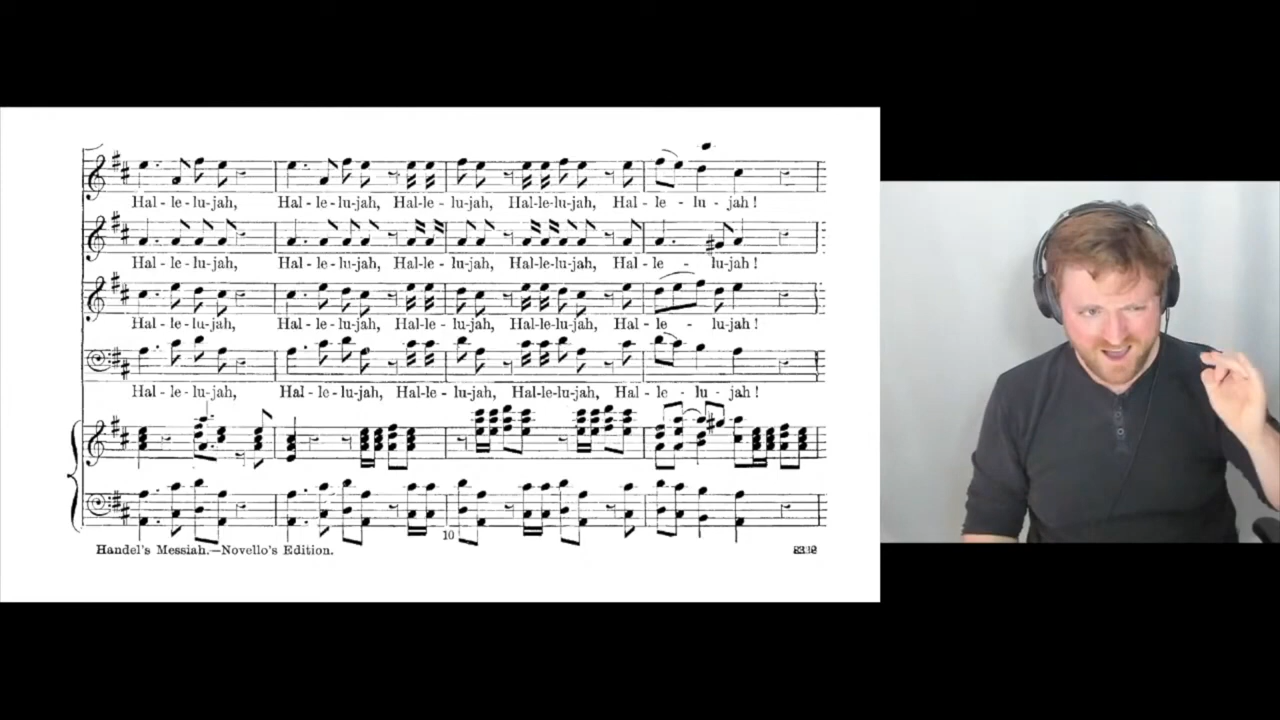 Hal - le - lu-jah, Hal - le - lu-jah, Hal-le - lu-jah, Hal-le-lu-jah, Hal - le - lu - jah !
Hal - le - lu-jah, Hal - le - lu-jah, Hal-le - lu-jah, Hal-le-lu-jah, Hal - le - lu-jah !
Hal - le - lu-jah, Hal - le - lu-jah, Hal-le - lu-jah, Hal-le-lu-jah, Hal - le - lu-jah !
Hal - le - lu-jah, Hal - le - lu-jah, Hal-le - lu-jah, Hal-le-lu-jah, Hal - le - lu - jah !
10
Handel's Messiah.—Novello's Edition.